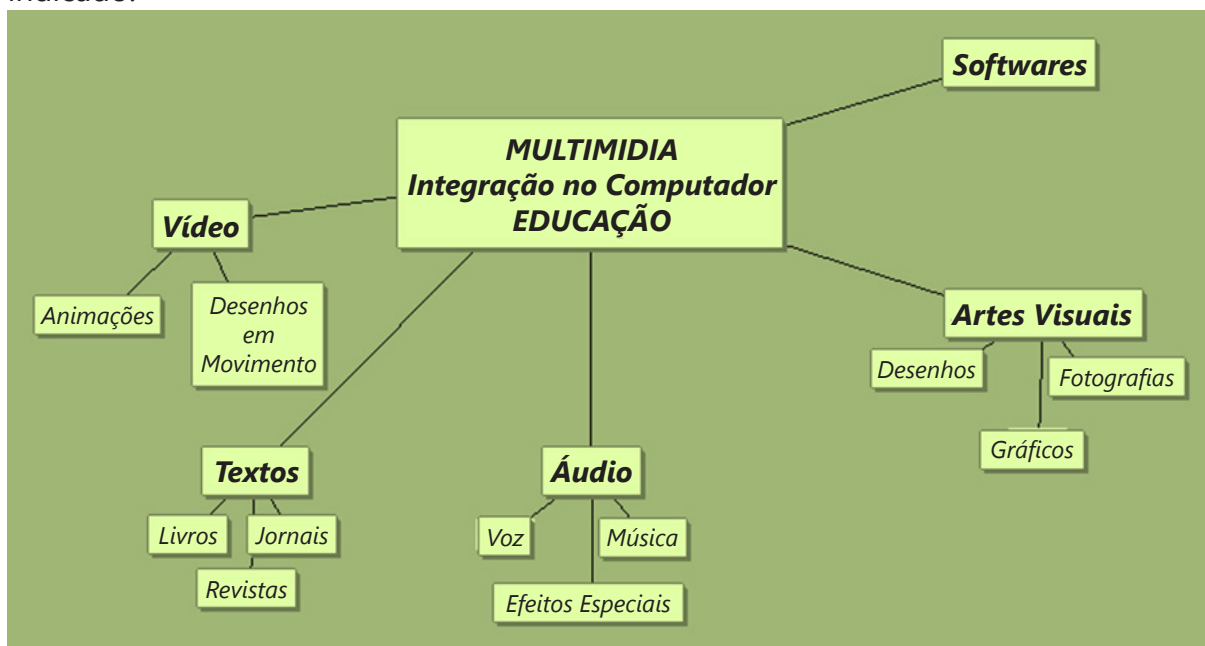 Softwares
MULTIMIDIA
Integração no Computador
EDUCAÇÃO
Vídeo
Animações
Desenhos
em
Movimento
Artes Visuais
Desenhos
Fotografias
Gráficos
Textos
Livros
Jornais
Revistas
Áudio
Voz
Música
Efeitos Especiais